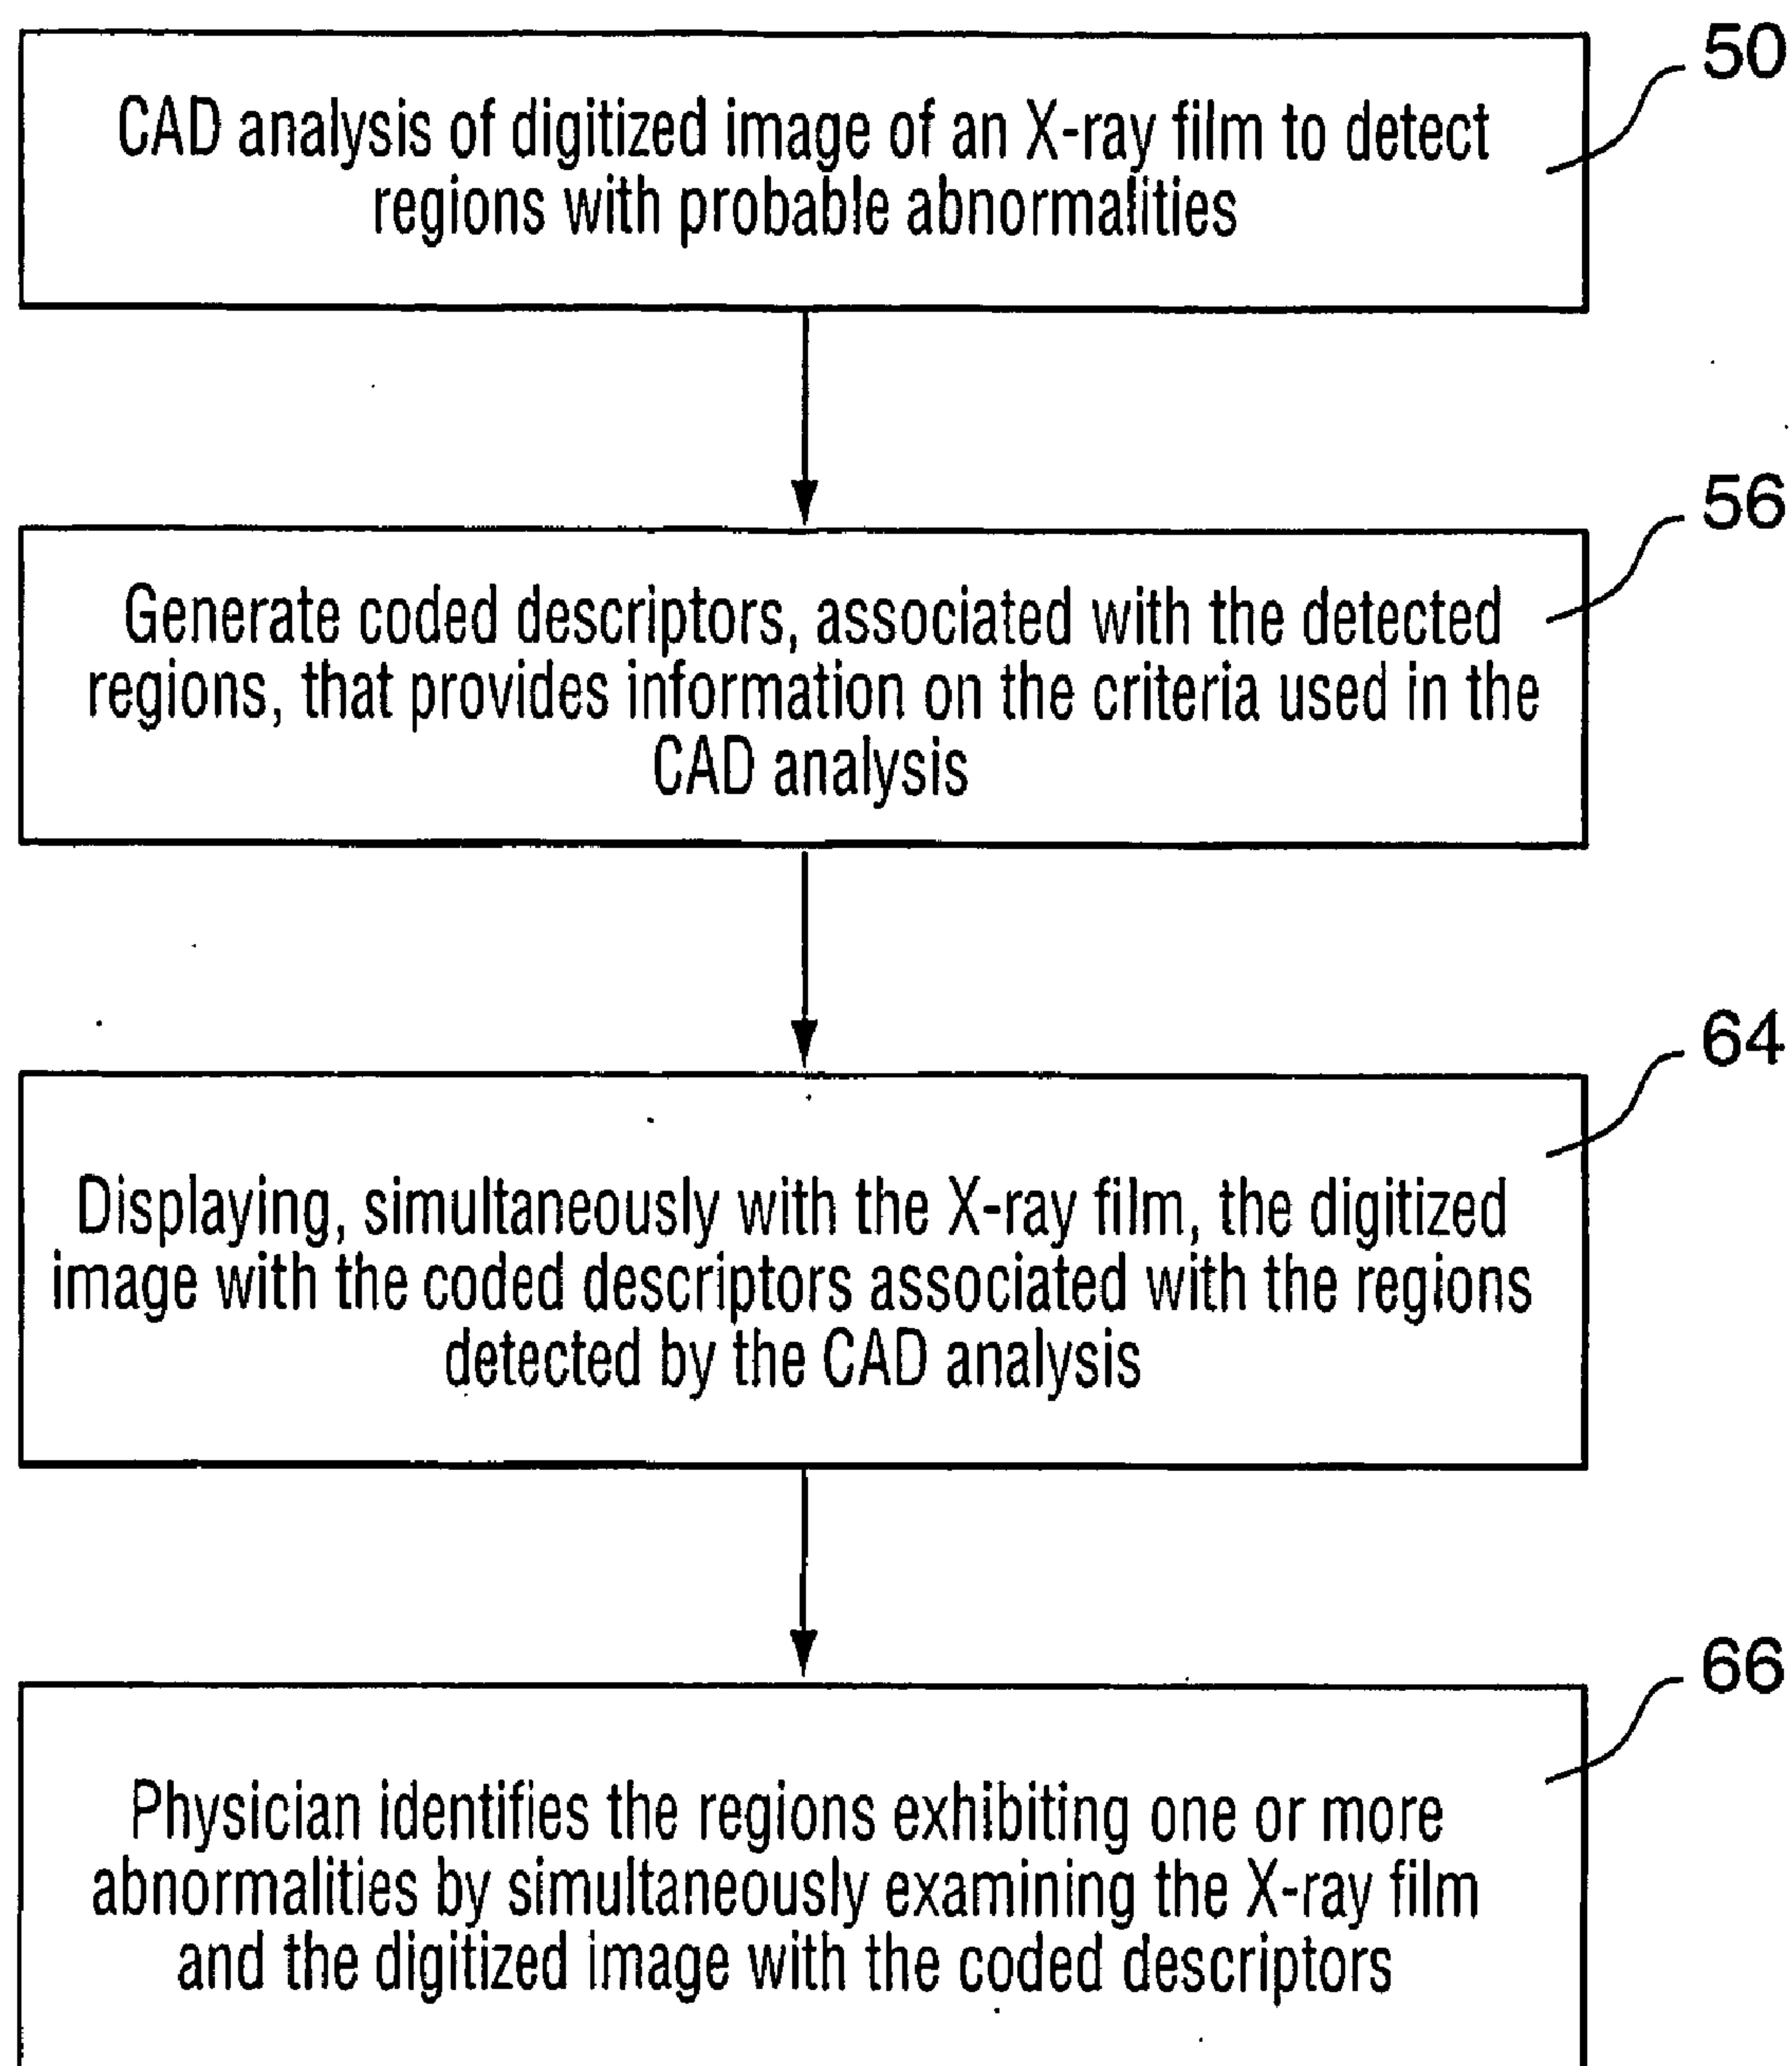 50
CAD analysis of digitized image of an X-ray film to detect
regions with probable abnormalities
56
Generate coded descriptors, associated with the detected
regions, that provides information on the criteria used in the
CAD analysis
64
Displaying, simultaneously with the X-ray film, the digitized
image with the coded descriptors associated with the regions
detected by the CAD analysis
66
Physician identifies the regions exhibiting one or more
abnormalities by simultaneously examining the X-ray film
and the digitized image with the coded descriptors